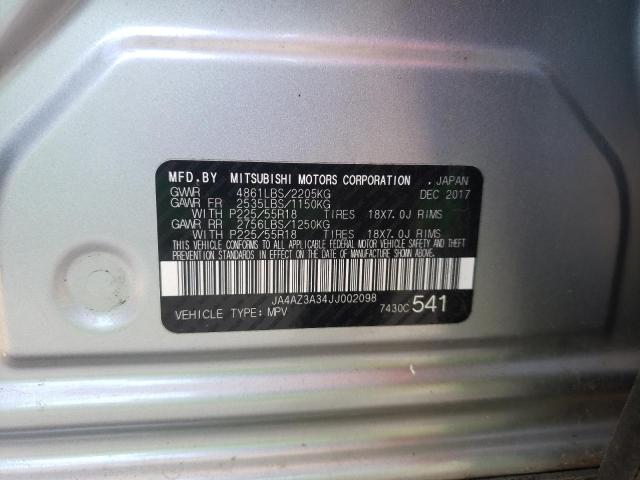 MFD.BY MITSUBISHI MOTORS CORPORATION , JAPAN
GVWR 4861LBS/2205KG DEC 2017
GAWR FR 2535LBS/1150KG
WITH P225/55R18 TIRES 18X7.0J RIMS
GAWR RR 2756LBS/1250KG
WITH P225/55R18 TIRES 18X7.0J RIMS
THIS VEHICLE CONFORMS TO ALL APPLICABLE FEDERAL MOTOR VEHICLE SAFETY AND THEFT
PREVENTION STANDARDS IN EFFECT ON THE DATE OF MANUFACTURE SHOWN ABOVE.
JA4AZ3A34JJ002098
VEHICLE TYPE: MPV 7430C 541